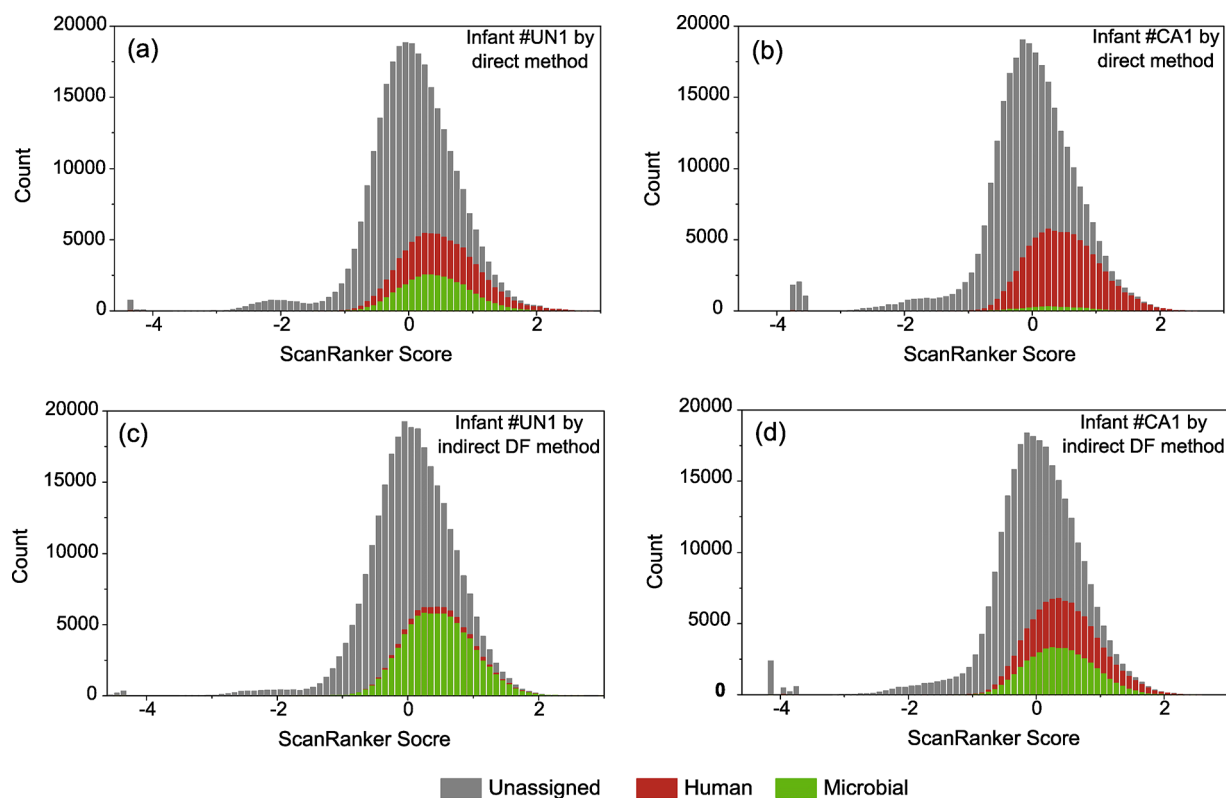 (a)
Infant #UN1 by
direct method
20000
15000
10000
5000
0
Count
-4
-2
0
2
ScanRanker Score
(b)
Infant #CA1 by
direct method
20000
15000
10000
5000
0
Count
-4
-2
0
2
ScanRanker Score
(c)
Infant #UN1 by
indirect DF method
20000
15000
10000
5000
0
Count
-4
-2
0
2
ScanRanker Socre
(d)
Infant #CA1 by
indirect DF method
20000
15000
10000
5000
0
Count
-4
-2
0
2
ScanRanker Score
Unassigned
Human
Microbial